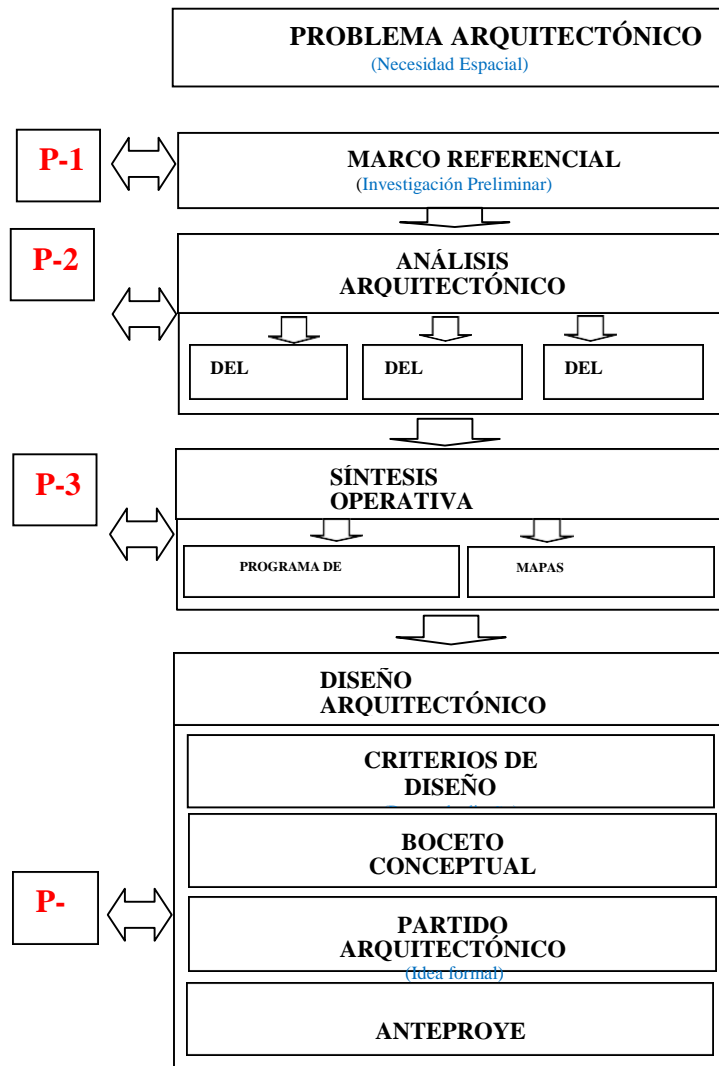 PROBLEMA ARQUITECTÓNICO
(Necesidad Espacial)
P-1
MARCO REFERENCIAL
(Investigación Preliminar)
P-2
ANÁLISIS
ARQUITECTÓNICO
DEL
DEL
DEL
P-3
SÍNTESIS
OPERATIVA
PROGRAMA DE
MAPAS
DISEÑO
ARQUITECTÓNICO
CRITERIOS DE
DISEÑO
BOCETO
CONCEPTUAL
P-
PARTIDO
ARQUITECTÓNICO
(Idea formal)
ANTEPROYE